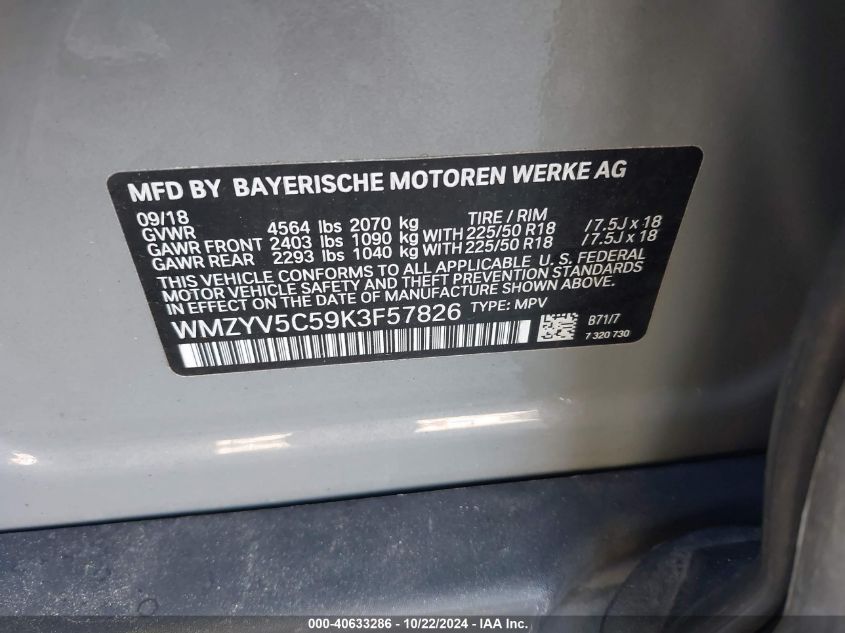 MFD BY BAYERISCHE MOTOREN WERKE AG
09/18 TIRE / RIM
GVWR 4564 lbs 2070 kg
GAWR FRONT 2403 lbs 1090 kg WITH 225/50 R18 / 7.5J x 18
GAWR REAR 2293 lbs 1040 kg WITH 225/50 R18 / 7.5J x 18
THIS VEHICLE CONFORMS TO ALL APPLICABLE U. S. FEDERAL
MOTOR VEHICLE SAFETY AND THEFT PREVENTION STANDARDS
IN EFFECT ON THE DATE OF MANUFACTURE SHOWN ABOVE.
WMZYV5C59K3F57826 TYPE: MPV
B71/7
7 320 730
000-40633286 - 10/22/2024 - IAA Inc.